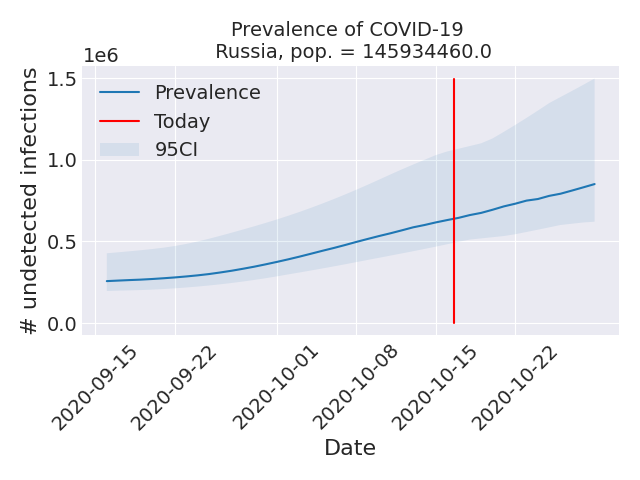 Prevalence of COVID-19
Russia, pop. = 145934460.0
1e6
1.5
1.0
0.5
0.0
# undetected infections
Prevalence
Today
95CI
2020-09-15
2020-09-22
2020-10-01
2020-10-08
2020-10-15
2020-10-22
Date